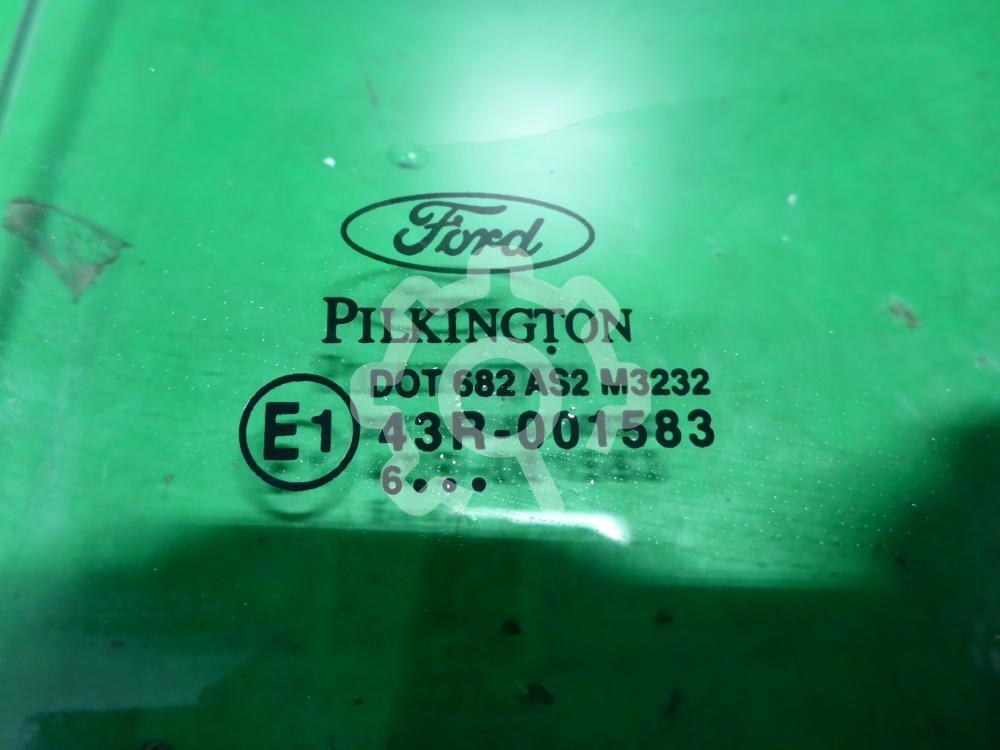 Ford
PILKINGTON
DOT 682 AS2 M3232
E1 43R-001583
6...